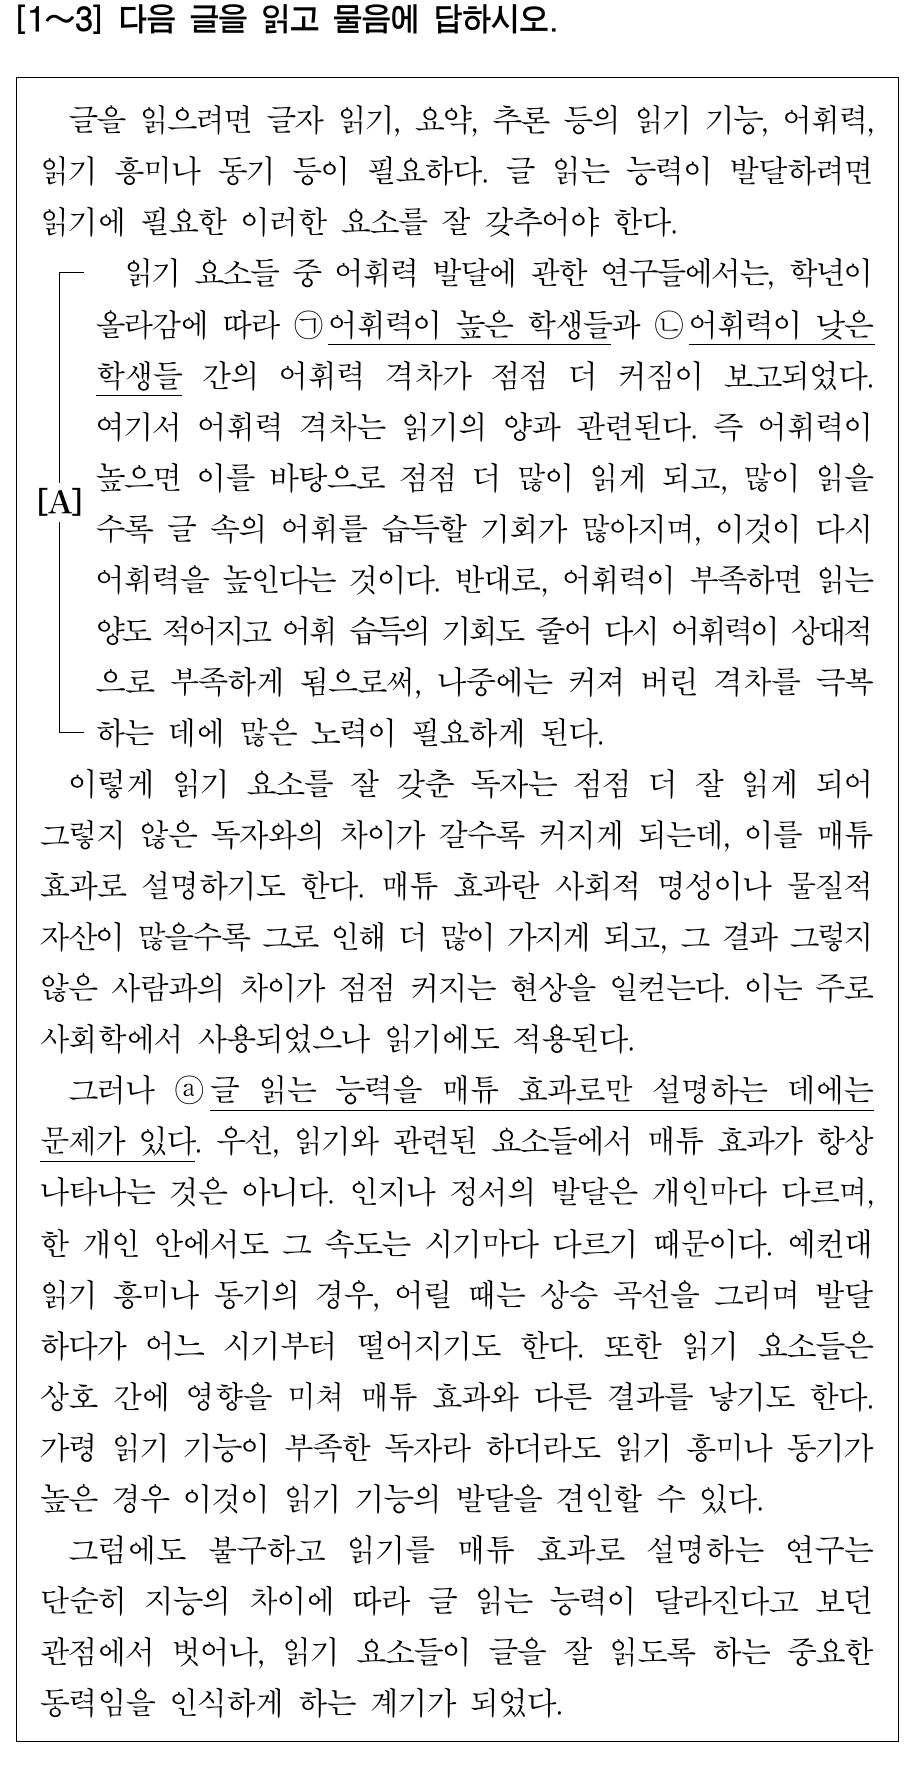 [1～3] 다음 글을 읽고 물음에 답하시오.
글을 읽으려면 글자 읽기, 요약, 추론 등의 읽기 기능, 어휘력,
읽기 흥미나 동기 등이 필요하다. 글 읽는 능력이 발달하려면
읽기에 필요한 이러한 요소를 잘 갖추어야 한다.
읽기 요소들 중 어휘력 발달에 관한 연구들에서는, 학년이
올라감에 따라 ㉠어휘력이 높은 학생들과 ㉡어휘력이 낮은
학생들 간의 어휘력 격차가 점점 더 커짐이 보고되었다.
여기서 어휘력 격차는 읽기의 양과 관련된다. 즉 어휘력이
높으면 이를 바탕으로 점점 더 많이 읽게 되고, 많이 읽을
[A]
수록 글 속의 어휘를 습득할 기회가 많아지며, 이것이 다시
어휘력을 높인다는 것이다. 반대로, 어휘력이 부족하면 읽는
양도 적어지고 어휘 습득의 기회도 줄어 다시 어휘력이 상대적
으로 부족하게 됨으로써, 나중에는 커져 버린 격차를 극복
하는 데에 많은 노력이 필요하게 된다.
이렇게 읽기 요소를 잘 갖춘 독자는 점점 더 잘 읽게 되어
그렇지 않은 독자와의 차이가 갈수록 커지게 되는데, 이를 매튜
효과로 설명하기도 한다. 매튜 효과란 사회적 명성이나 물질적
자산이 많을수록 그로 인해 더 많이 가지게 되고, 그 결과 그렇지
않은 사람과의 차이가 점점 커지는 현상을 일컫는다. 이는 주로
사회학에서 사용되었으나 읽기에도 적용된다.
그러나 ⓐ글 읽는 능력을 매튜 효과로만 설명하는 데에는
문제가 있다. 우선, 읽기와 관련된 요소들에서 매튜 효과가 항상
나타나는 것은 아니다. 인지나 정서의 발달은 개인마다 다르며,
한 개인 안에서도 그 속도는 시기마다 다르기 때문이다. 예컨대
읽기 흥미나 동기의 경우, 어릴 때는 상승 곡선을 그리며 발달
하다가 어느 시기부터 떨어지기도 한다. 또한 읽기 요소들은
상호 간에 영향을 미쳐 매튜 효과와 다른 결과를 낳기도 한다.
가령 읽기 기능이 부족한 독자라 하더라도 읽기 흥미나 동기가
높은 경우 이것이 읽기 기능의 발달을 견인할 수 있다.
그럼에도 불구하고 읽기를 매튜 효과로 설명하는 연구는
단순히 지능의 차이에 따라 글 읽는 능력이 달라진다고 보던
관점에서 벗어나, 읽기 요소들이 글을 잘 읽도록 하는 중요한
동력임을 인식하게 하는 계기가 되었다.